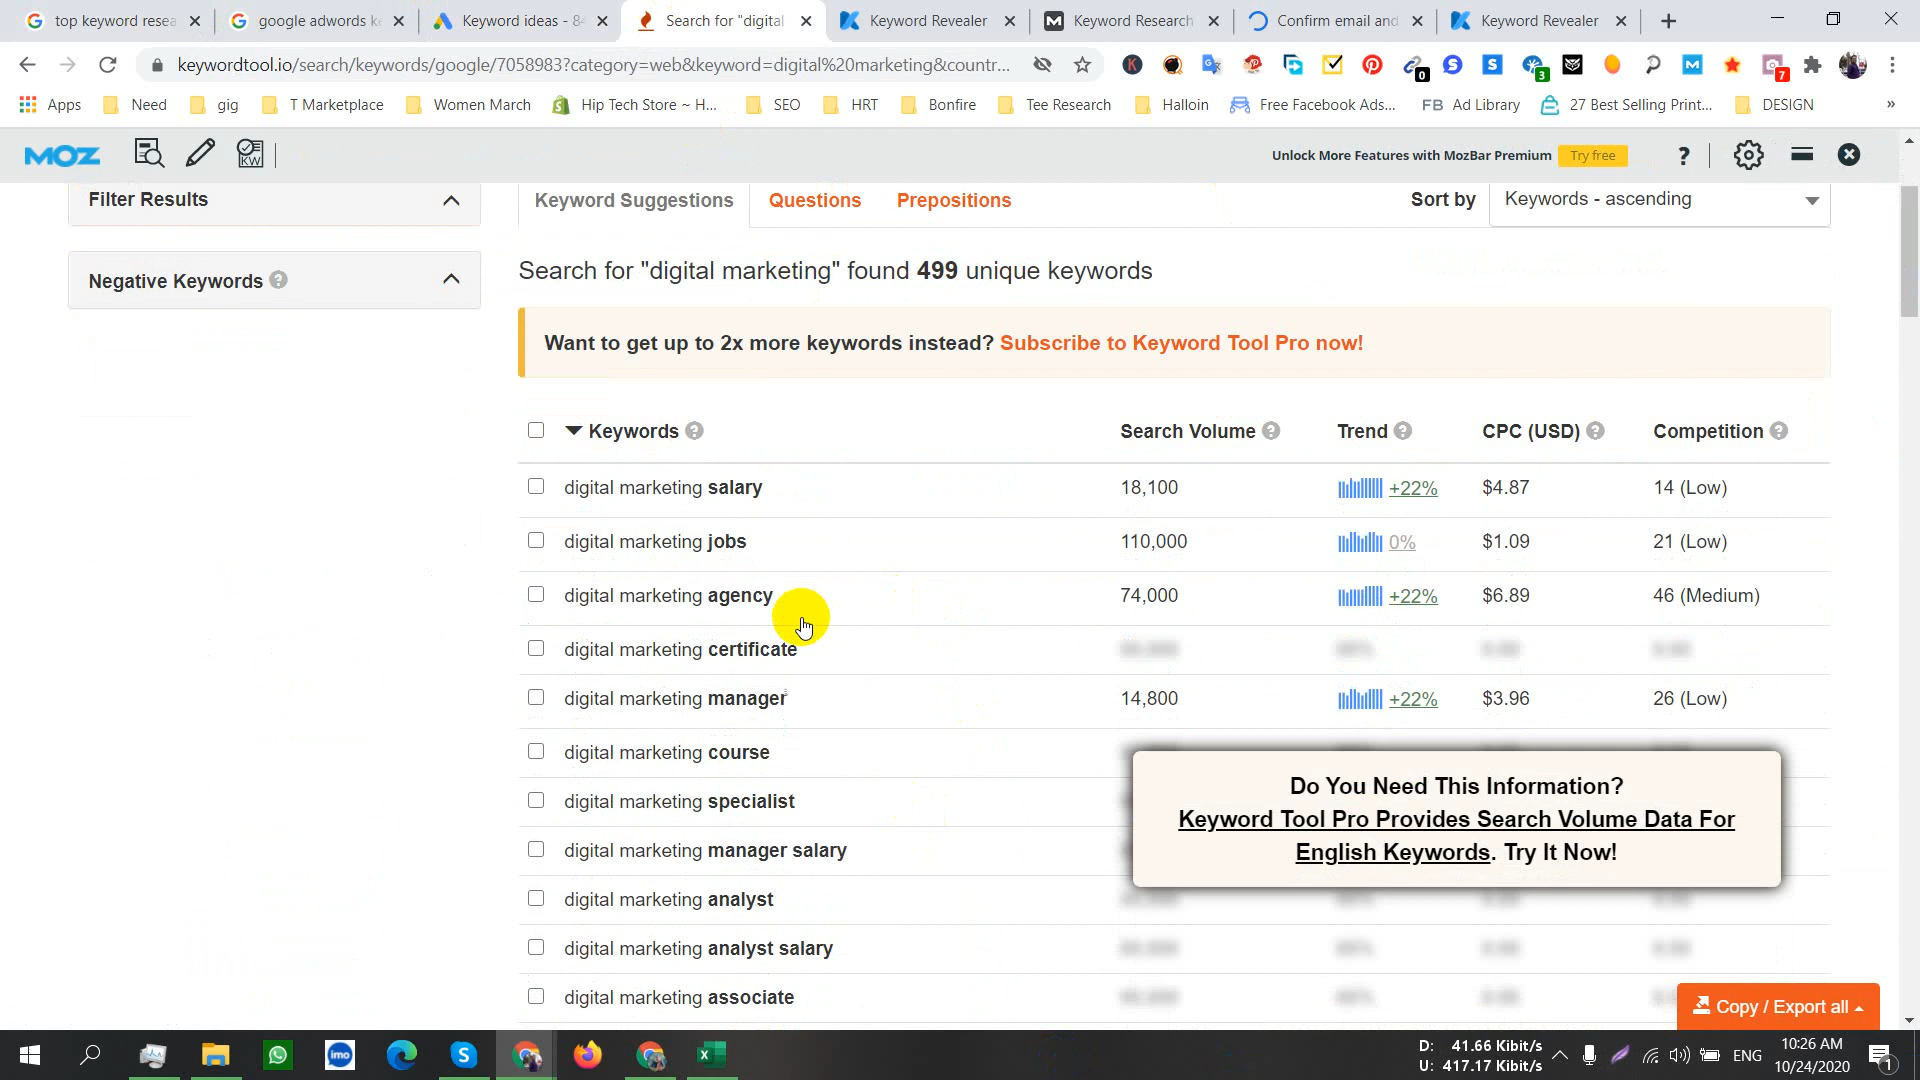 top keyword resea
google adwords k
Keyword ideas - 84
Search for "digital
Keyword Revealer
Keyword Research
Confirm email and
Keyword Revealer
keywordtool.io/search/keywords/google/7058983?category=web&keyword=digital%20marketing&countr...
0
3
7
Apps
Need
gig
T Marketplace
Women March
Hip Tech Store ~ H...
SEO
HRT
Bonfire
Tee Research
Halloin
Free Facebook Ads...
FB Ad Library
27 Best Selling Print...
DESIGN
»
MOZ
KW
Unlock More Features with MozBar Premium
Try free
?
Filter Results
Negative Keywords
Keyword Suggestions
Questions
Prepositions
Sort by
Keywords - ascending
Search for "digital marketing" found 499 unique keywords
Want to get up to 2x more keywords instead? Subscribe to Keyword Tool Pro now!
Keywords Search Volume Trend CPC (USD) Competition
digital marketing salary 18,100 +22% $4.87 14 (Low)
digital marketing jobs 110,000 0% $1.09 21 (Low)
digital marketing agency 74,000 +22% $6.89 46 (Medium)
digital marketing certificate
digital marketing manager 14,800 +22% $3.96 26 (Low)
digital marketing course
digital marketing specialist
digital marketing manager salary
digital marketing analyst
digital marketing analyst salary
digital marketing associate
Do You Need This Information?
Keyword Tool Pro Provides Search Volume Data For
English Keywords. Try It Now!
Copy / Export all
imo
D: 41.66 Kibit/s
U: 417.17 Kibit/s
ENG
10:26 AM
10/24/2020
1